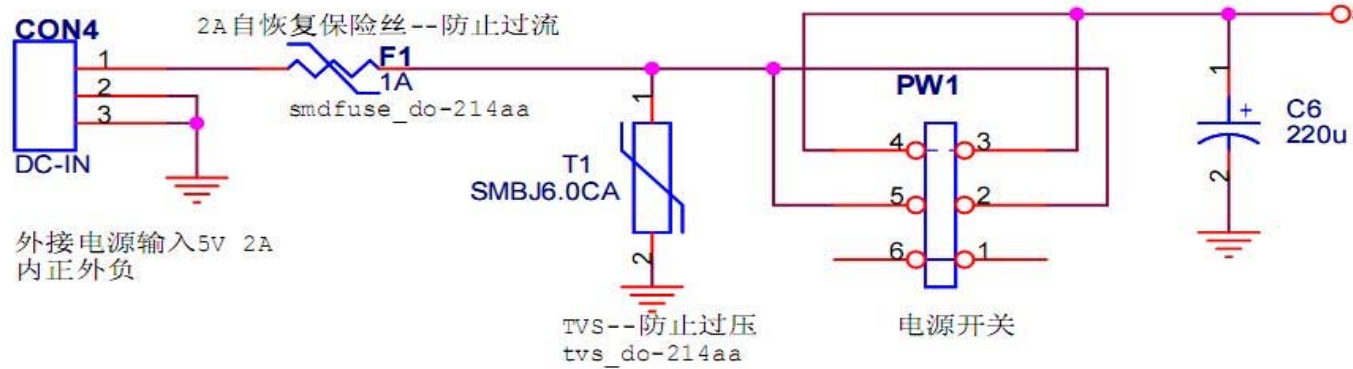 2A自恢复保险丝--防止过流
CON4
F1
1A
smdfuse_do-214aa
1
2
3
DC-IN
外接电源输入5V 2A
内正外负
1
T1
SMBJ6.0CA
2
TVS--防止过压
tvs_do-214aa
PW1
4
3
5
2
6
1
电源开关
1
+
C6
220u
2